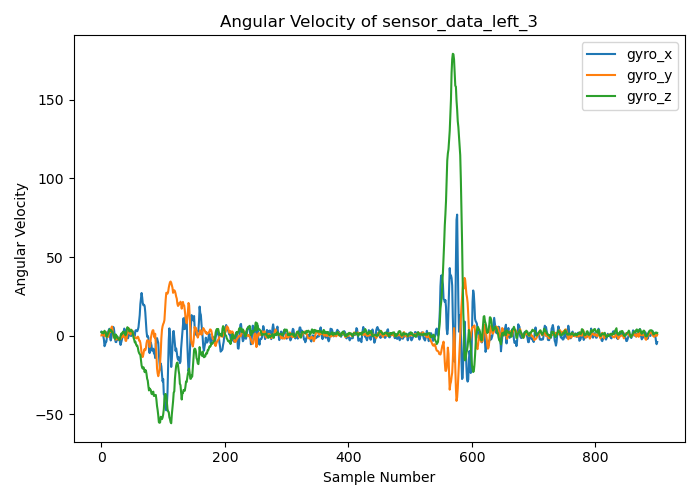 Angular Velocity of sensor_data_left_3
gyro_x
gyro_y
gyro_z
Angular Velocity
150
100
50
0
−50
0 200 400 600 800
Sample Number